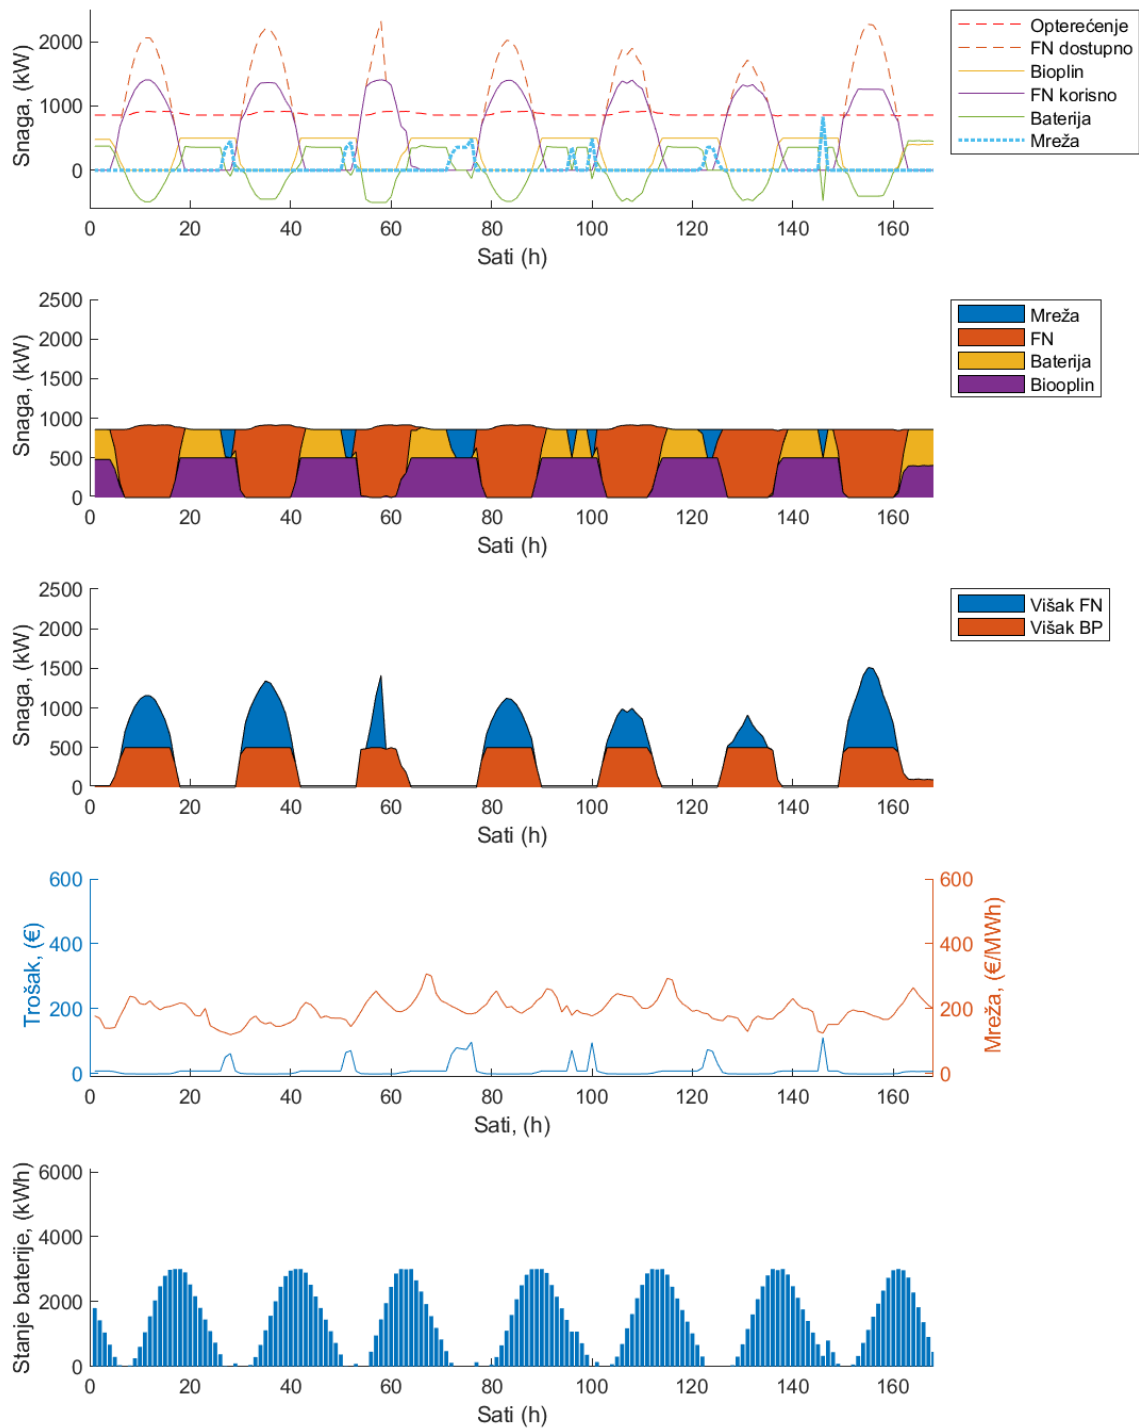 Snaga, (kW)
2000
1000
0
0 20 40 60 80 100 120 140 160
Sati (h)
Opterećenje
FN dostupno
Bioplin
FN korisno
Baterija
Mreža
Snaga, (kW)
2500
2000
1500
1000
500
0
0 20 40 60 80 100 120 140 160
Sati (h)
Mreža
FN
Baterija
Biooplin
Snaga, (kW)
2500
2000
1500
1000
500
0
0 20 40 60 80 100 120 140 160
Sati (h)
Višak FN
Višak BP
Trošak, (€)
600
400
200
0
0 20 40 60 80 100 120 140 160
Sati, (h)
600
400
200
0
Mreža, (€/MWh)
Stanje baterije, (kWh)
6000
4000
2000
0
0 20 40 60 80 100 120 140 160
Sati (h)